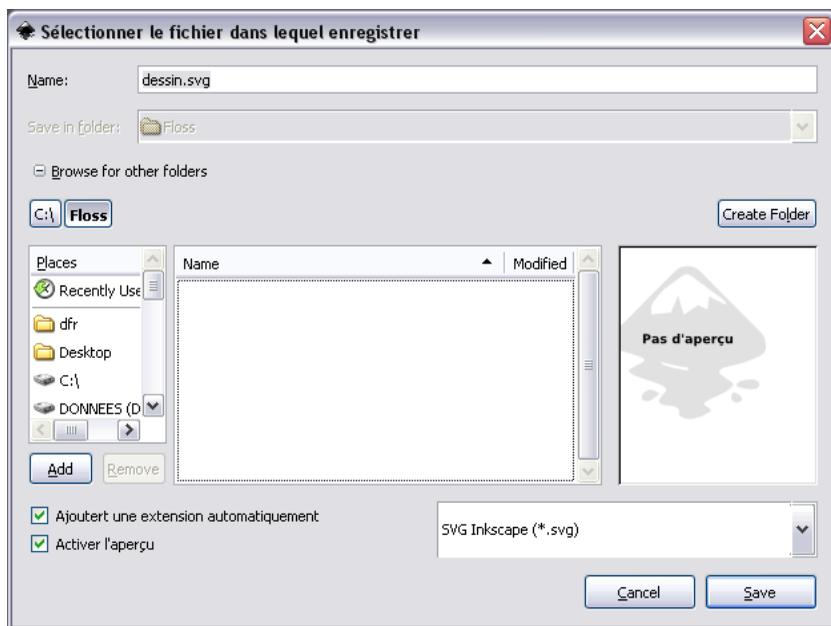 Sélectionner le fichier dans lequel enregistrer
Name: dessin.svg
Save in folder: Floss
Browse for other folders
C:\ Floss Create Folder
Places
Recently Use
dfr
Desktop
C:\
DONNEES (D
Name Modified
Pas d'aperçu
Add Remove
Ajoutert une extension automatiquement
Activer l'aperçu
SVG Inkscape (*.svg)
Cancel Save